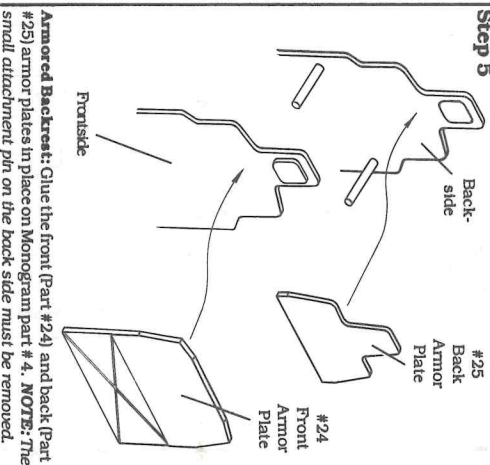 Step 5
Back-
side
#25
Back
Armor
Plate
Frontside
#24
Front
Armor
Plate
Armored Backrest: Glue the front (Part #24) and back (Part
#25) armor plates in place on Monogram part # 4. NOTE: The
small attachment pin on the back side must be removed.